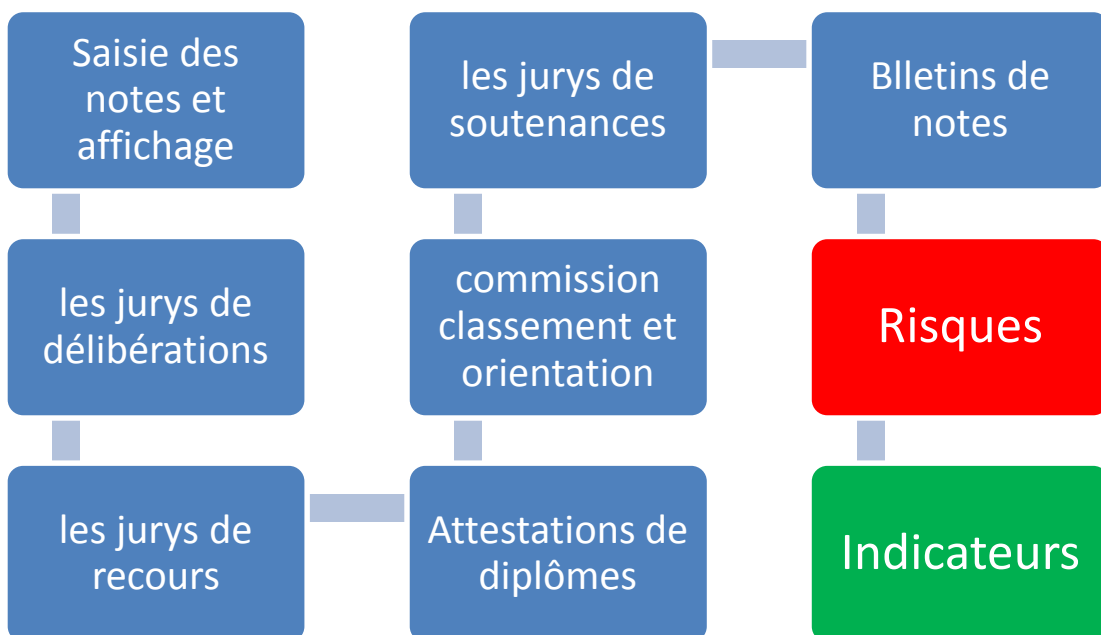 Saisie des
notes et
affichage
les jurys de
délibérations
les jurys de
recours
Attestations de
diplômes
commission
classement et
orientation
les jurys de
soutenances
Blletins de
notes
Risques
Indicateurs